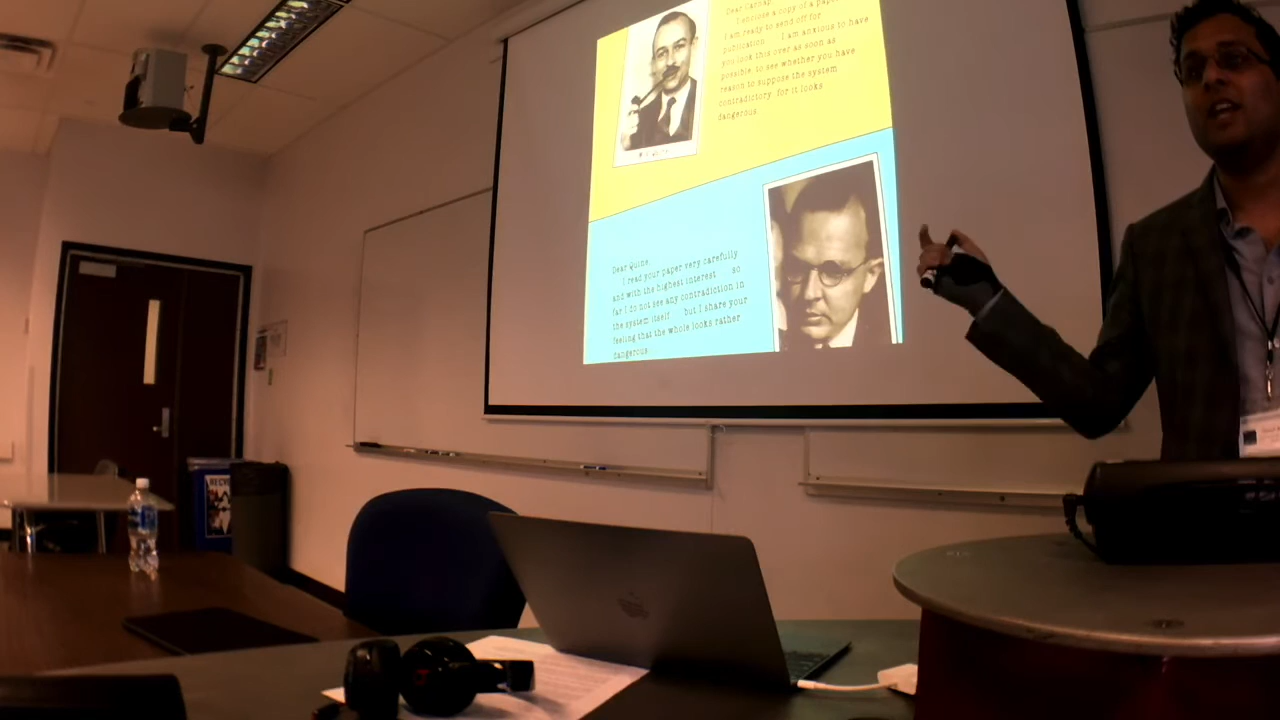 Dear Carnap
I enclose a copy of a paper
I am ready to send off for
publication I am anxious to have
you look this over as soon as
possible to see whether you have
reason to suppose the system
contradictory for it looks
dangerous
W V Quine
Dear Quine
I read your paper very carefully
and with the highest interest so
far I do not see any contradiction in
the system itself but I share your
feeling that the whole looks rather
dangerous